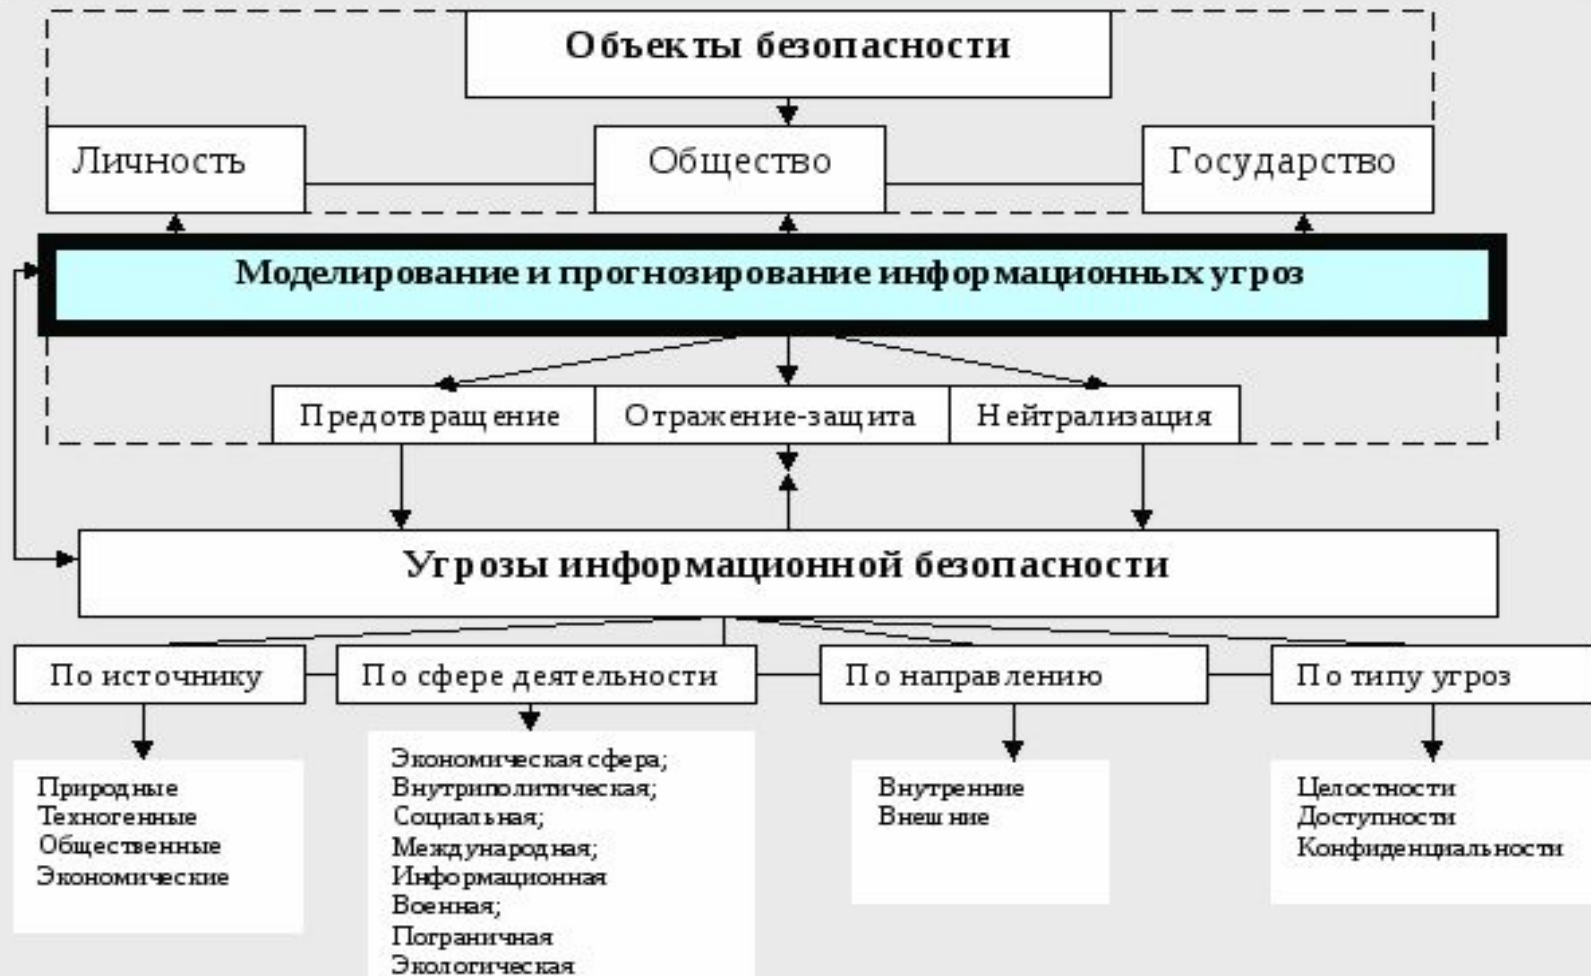 Объекты безопасности
Личность
Общество
Государство
Моделирование и прогнозирование информационных угроз
Предотвращение
Отражение-защита
Нейтрализация
Угрозы информационной безопасности
По источнику
По сфере деятельности
По направлению
По типу угроз
Природные
Техногенные
Общественные
Экономические
Экономическая сфера;
Внутриполитическая;
Социальная;
Международная;
Информационная
Военная;
Пограничная
Экологическая
Внутренние
Внешние
Целостности
Доступности
Конфиденциальности